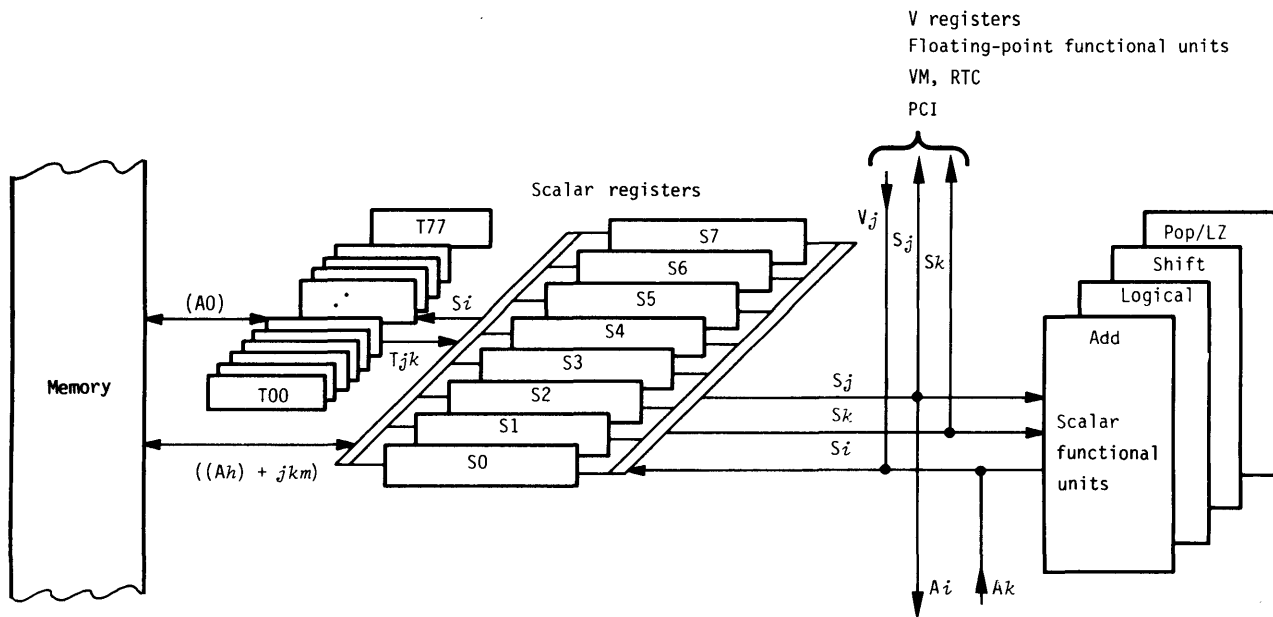 V registers
Floating-point functional units
VM, RTC
PCI
Scalar registers
T77
S7
Vj
Sj
Sk
Pop/LZ
S6
Shift
(A0)
Si
S5
Logical
S4
Add
Tjk
S3
Memory
T00
S2
Sj
S1
Sk
Scalar
functional
units
((Ah) + jkm)
S0
Si
Ai
Ak